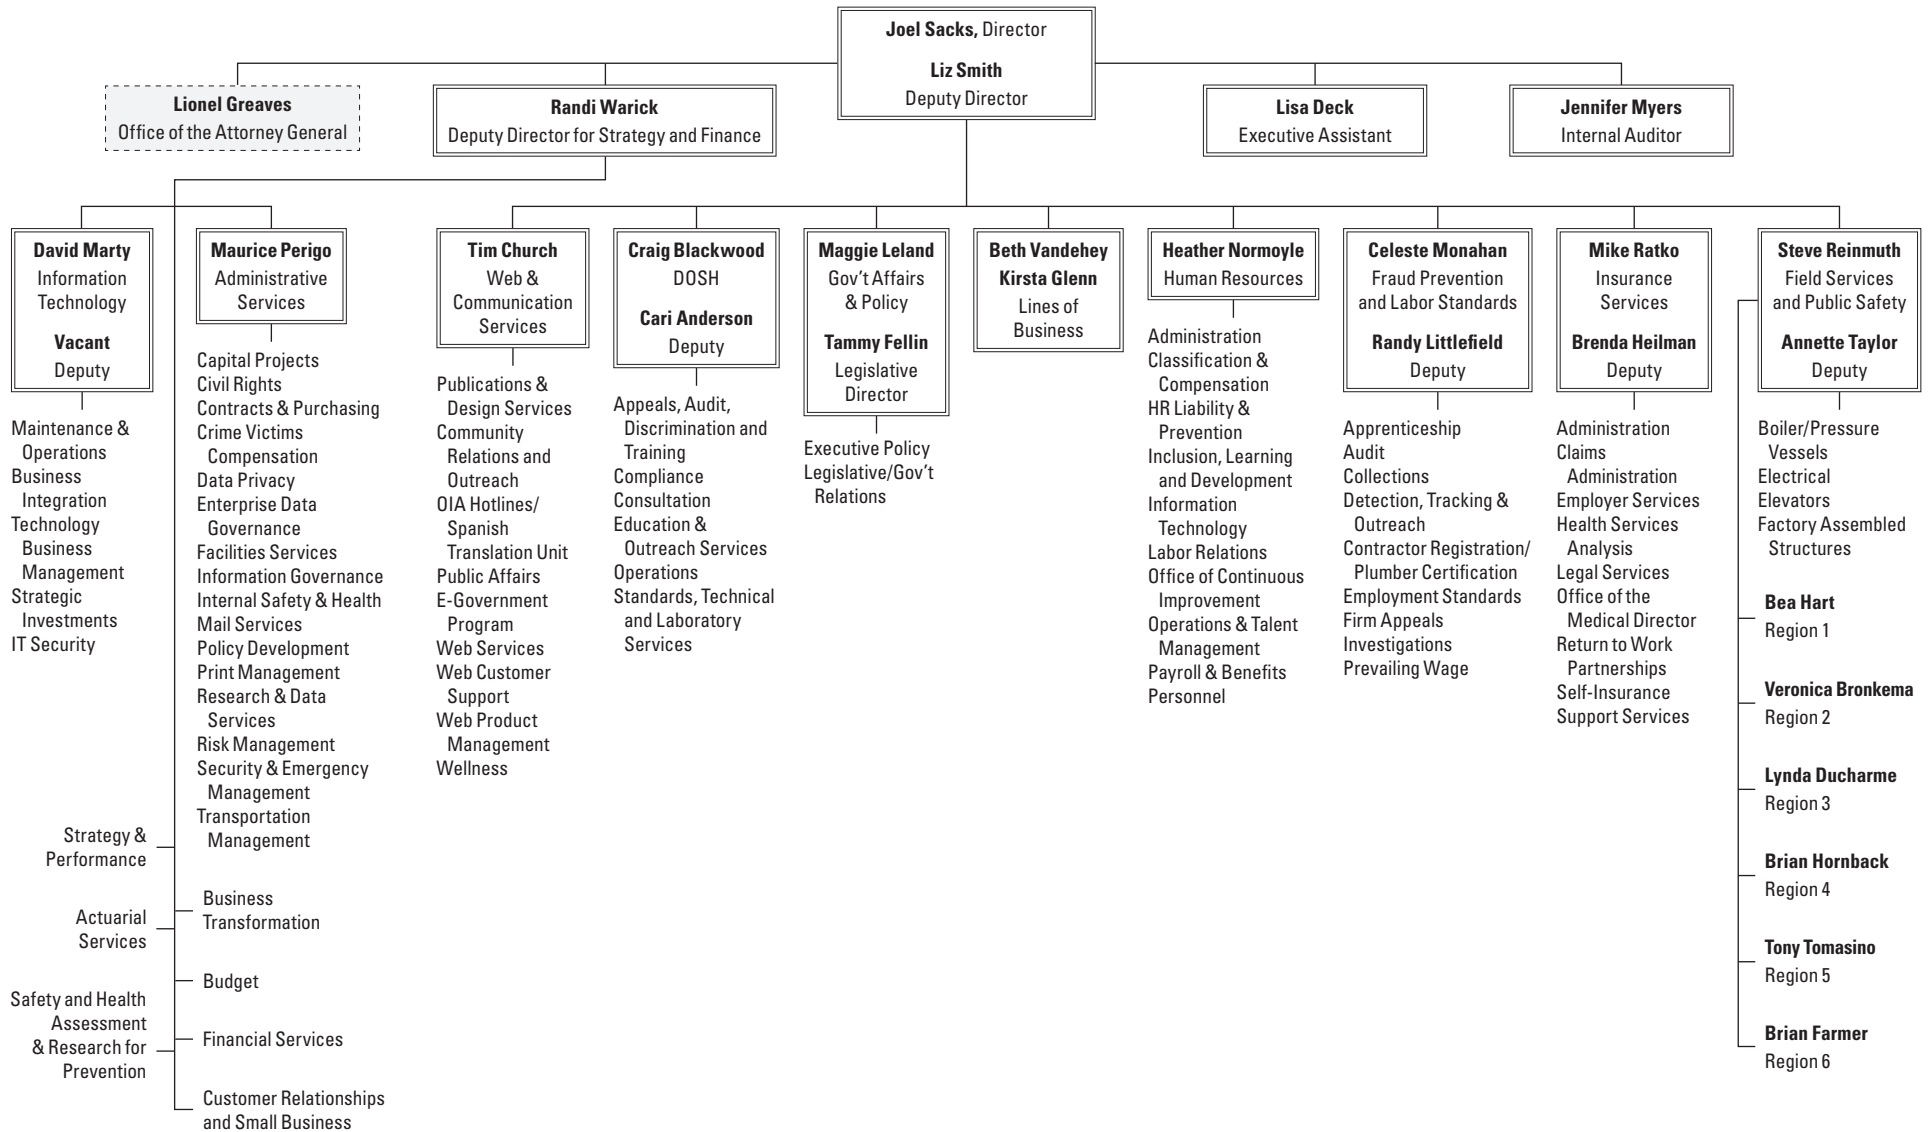 Joel Sacks, Director
Liz Smith
Deputy Director
Lionel Greaves
Office of the Attorney General
Randi Warick
Deputy Director for Strategy and Finance
Lisa Deck
Executive Assistant
Jennifer Myers
Internal Auditor
David Marty
Information
Technology
Vacant
Deputy
Maintenance &
Operations
Business
Integration
Technology
Business
Management
Strategic
Investments
IT Security
Maurice Perigo
Administrative
Services
Capital Projects
Civil Rights
Contracts & Purchasing
Crime Victims
Compensation
Data Privacy
Enterprise Data
Governance
Facilities Services
Information Governance
Internal Safety & Health
Mail Services
Policy Development
Print Management
Research & Data
Services
Risk Management
Security & Emergency
Management
Transportation
Management
Strategy &
Performance
Actuarial
Services
Safety and Health
Assessment
& Research for
Prevention
Business
Transformation
Budget
Financial Services
Customer Relationships
and Small Business
Tim Church
Web &
Communication
Services
Publications &
Design Services
Community
Relations and
Outreach
OIA Hotlines/
Spanish
Translation Unit
Public Affairs
E-Government
Program
Web Services
Web Customer
Support
Web Product
Management
Wellness
Craig Blackwood
DOSH
Cari Anderson
Deputy
Appeals, Audit,
Discrimination and
Training
Compliance
Consultation
Education &
Outreach Services
Operations
Standards, Technical
and Laboratory
Services
Maggie Leland
Gov't Affairs
& Policy
Tammy Fellin
Legislative
Director
Executive Policy
Legislative/Gov't
Relations
Beth Vandehey
Kirsta Glenn
Lines of
Business
Heather Normoyle
Human Resources
Administration
Classification &
Compensation
HR Liability &
Prevention
Inclusion, Learning
and Development
Information
Technology
Labor Relations
Office of Continuous
Improvement
Operations & Talent
Management
Payroll & Benefits
Personnel
Celeste Monahan
Fraud Prevention
and Labor Standards
Randy Littlefield
Deputy
Apprenticeship
Audit
Collections
Detection, Tracking &
Outreach
Contractor Registration/
Plumber Certification
Employment Standards
Firm Appeals
Investigations
Prevailing Wage
Mike Ratko
Insurance
Services
Brenda Heilman
Deputy
Administration
Claims
Administration
Employer Services
Health Services
Analysis
Legal Services
Office of the
Medical Director
Return to Work
Partnerships
Self-Insurance
Support Services
Steve Reinmuth
Field Services
and Public Safety
Annette Taylor
Deputy
Boiler/Pressure
Vessels
Electrical
Elevators
Factory Assembled
Structures
Bea Hart
Region 1
Veronica Bronkema
Region 2
Lynda Ducharme
Region 3
Brian Hornback
Region 4
Tony Tomasino
Region 5
Brian Farmer
Region 6